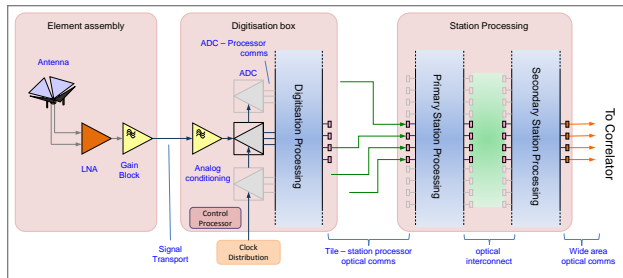 Element assembly
Digitisation box
Station Processing
ADC – Processor
comms
Antenna
ADC
LNA
Gain
Block
Analog
conditioning
Digitisation Processing
Primary Station Processing
Secondary Station Processing
To Correlator
Control
Processor
Signal
Transport
Clock
Distribution
Tile – station processor
optical comms
optical
interconnect
Wide area
optical comms